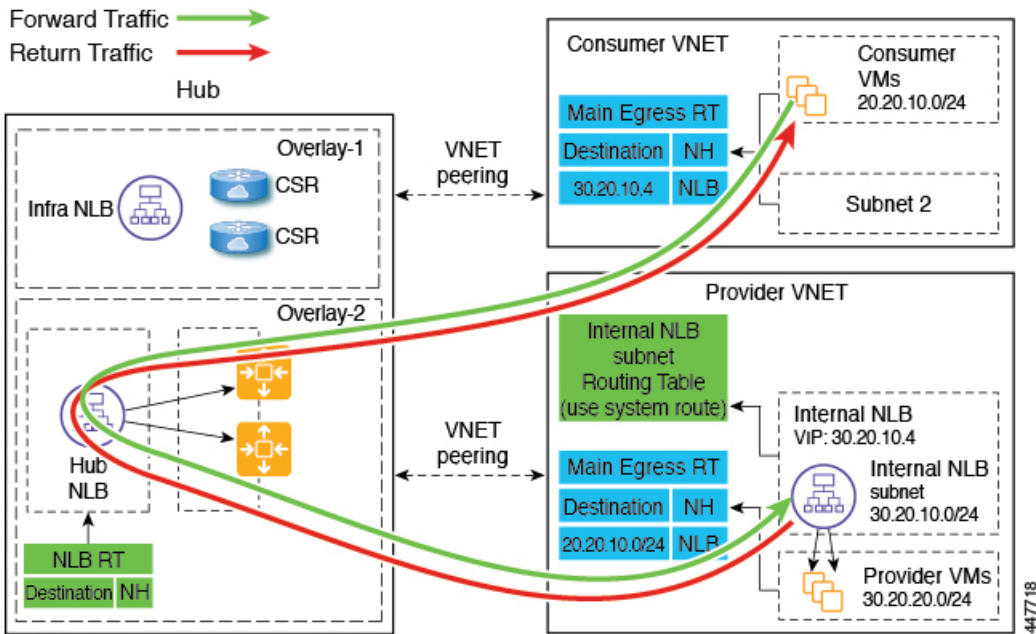 Forward Traffic
Return Traffic
Hub
Overlay-1
CSR
Infra NLB
CSR
Overlay-2
Hub
NLB
NLB RT
Destination NH
VNET
peering
VNET
peering
Consumer VNET
Consumer
VMs
20.20.10.0/24
Main Egress RT
Destination NH
30.20.10.4 NLB
Subnet 2
Provider VNET
Internal NLB
subnet
Routing Table
(use system route)
Internal NLB
VIP: 30.20.10.4
Internal NLB
subnet
30.20.10.0/24
Main Egress RT
Destination NH
20.20.10.0/24 NLB
Provider VMs
30.20.20.0/24
447718